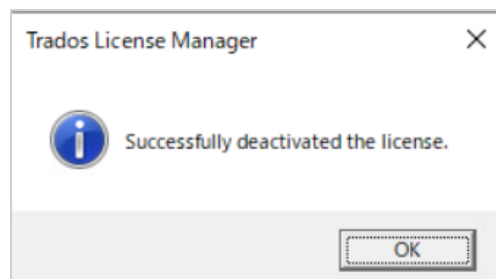 Trados License Manager
Successfully deactivated the license.
OK